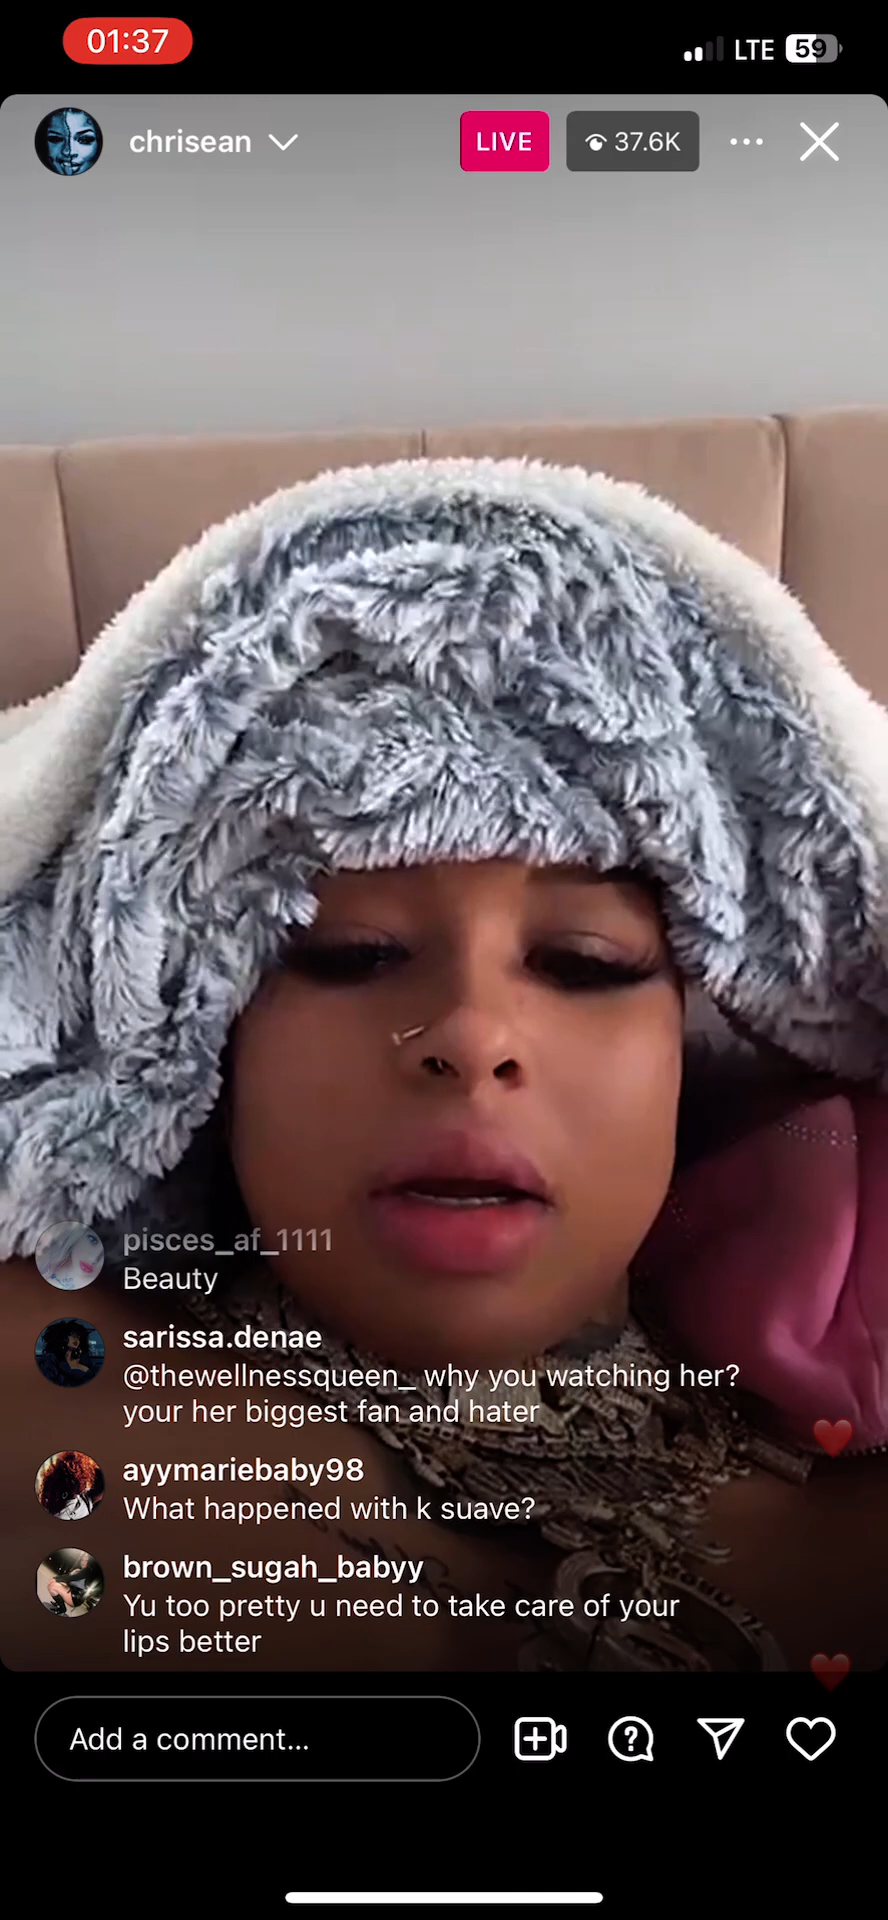 01:37
LTE 59
chrisean
LIVE
37.6K
pisces_af_1111
Beauty
sarissa.denae
@thewellnessqueen_ why you watching her?
your her biggest fan and hater
ayymariebaby98
What happened with k suave?
brown_sugah_babyy
Yu too pretty u need to take care of your
lips better
Add a comment...